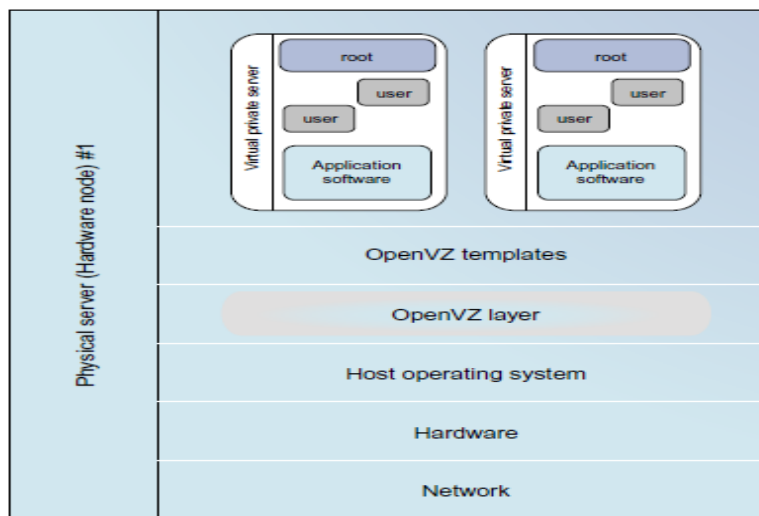 Physical server (Hardware node) #1
Virtual private server
root
user
user
Application
software
Virtual private server
root
user
user
Application
software
OpenVZ templates
OpenVZ layer
Host operating system
Hardware
Network